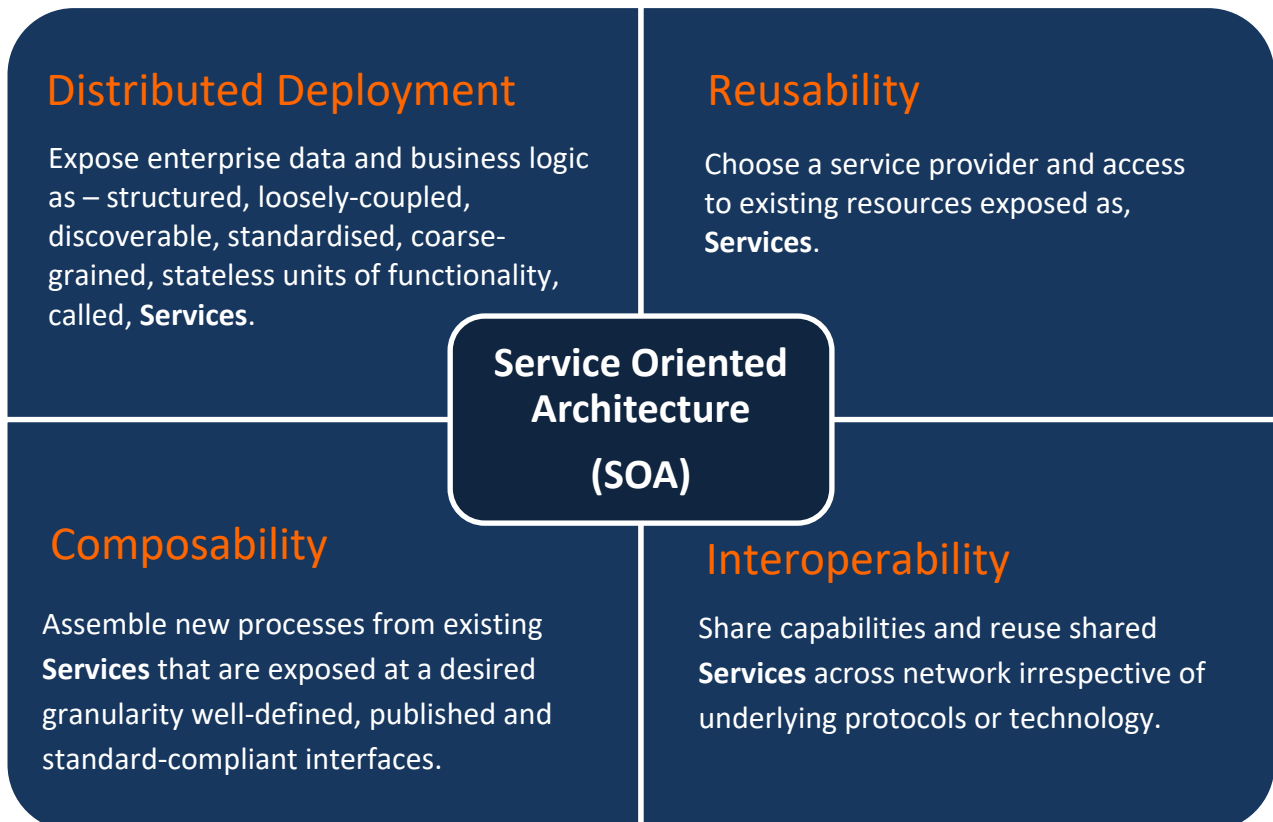 Distributed Deployment
Expose enterprise data and business logic
as – structured, loosely-coupled,
discoverable, standardised, coarse-
grained, stateless units of functionality,
called, Services.
Reusability
Choose a service provider and access
to existing resources exposed as,
Services.
Service Oriented
Architecture
(SOA)
Composability
Assemble new processes from existing
Services that are exposed at a desired
granularity well-defined, published and
standard-compliant interfaces.
Interoperability
Share capabilities and reuse shared
Services across network irrespective of
underlying protocols or technology.